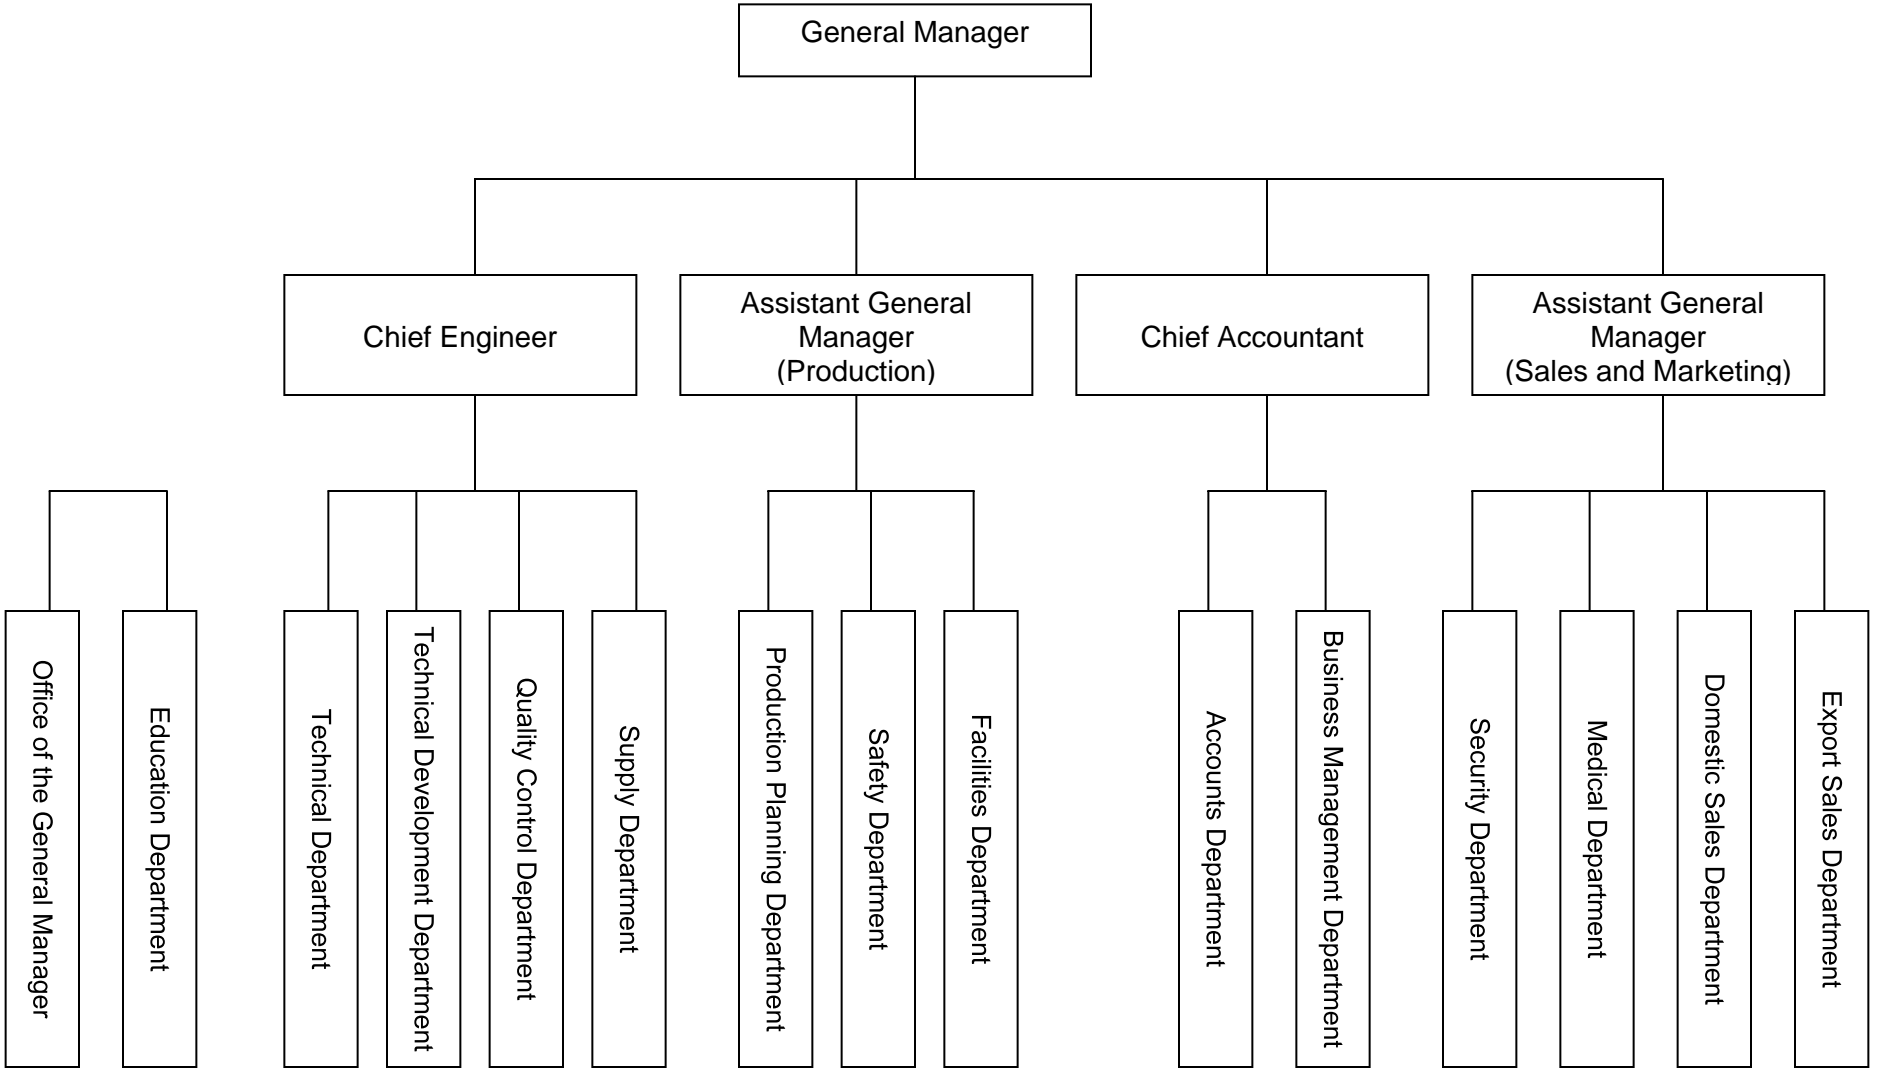 General Manager
Chief Engineer
Assistant General
Manager
(Production)
Chief Accountant
Assistant General
Manager
(Sales and Marketing)
Office of the General Manager
Education Department
Technical Department
Technical Development Department
Quality Control Department
Supply Department
Production Planning Department
Safety Department
Facilities Department
Accounts Department
Business Management Department
Security Department
Medical Department
Domestic Sales Department
Export Sales Department